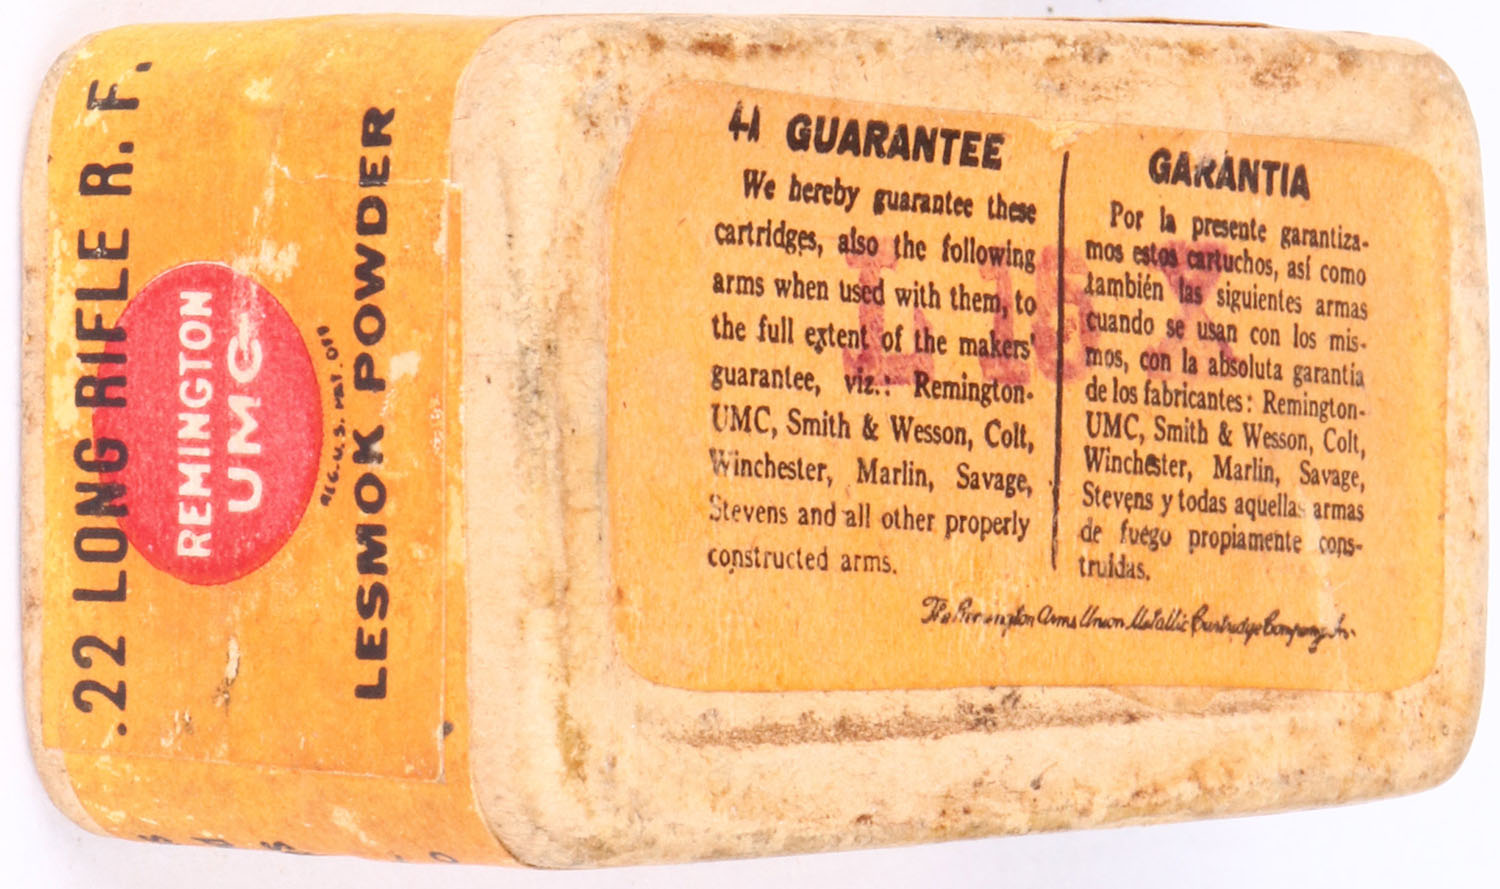 .22 LONG RIFLE R. F.
REMINGTON
UMC
REG. U.S. PAT. OFF.
LESMOK POWDER
GUARANTEE
We hereby guarantee these
cartridges, also the following
arms when used with them, to
the full extent of the makers'
guarantee, viz.: Remington-
UMC, Smith & Wesson, Colt,
Winchester, Marlin, Savage,
Stevens and all other properly
constructed arms.
GARANTIA
Por la presente garantiza-
mos estos cartuchos, así como
también las siguientes armas
cuando se usan con los mis-
mos, con la absoluta garantía
de los fabricantes: Remington-
UMC, Smith & Wesson, Colt,
Winchester, Marlin, Savage,
Stevens y todas aquellas armas
de fuego propiamente cons-
truidas.
The Remington Arms Union Metallic Cartridge Company, Inc.